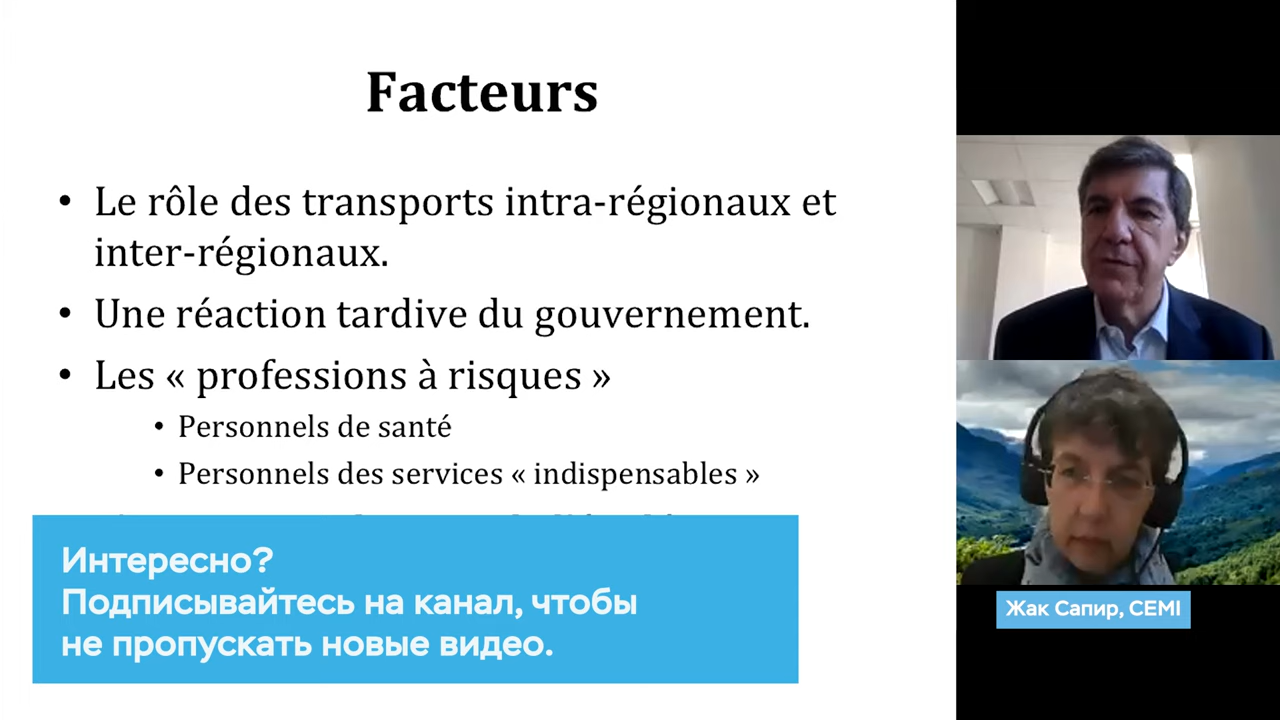 Facteurs
• Le rôle des transports intra-régionaux et
inter-régionaux.
• Une réaction tardive du gouvernement.
• Les « professions à risques »
• Personnels de santé
• Personnels des services « indispensables »
Интересно?
Подписывайтесь на канал, чтобы
не пропускать новые видео.
Жак Сапир, CEMI